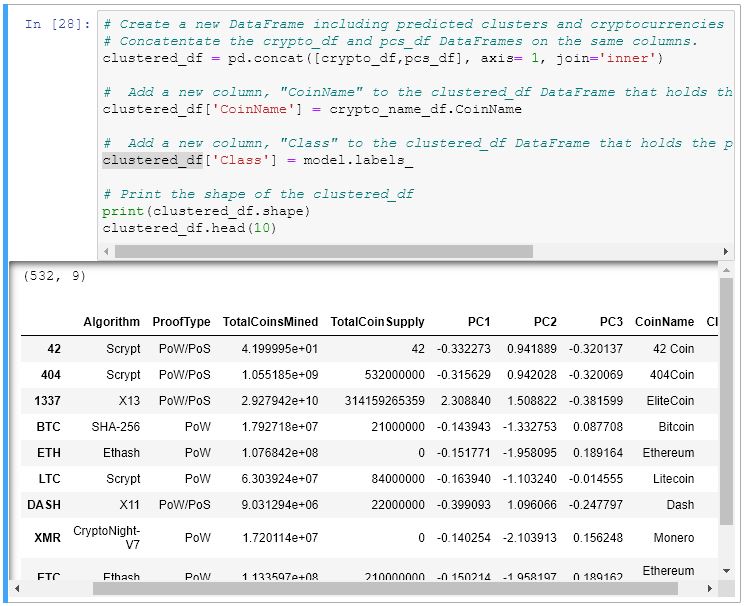 In [28]: # Create a new DataFrame including predicted clusters and cryptocurrencies
# Concatentate the crypto_df and pcs_df DataFrames on the same columns.
clustered_df = pd.concat([crypto_df,pcs_df], axis= 1, join='inner')
#  Add a new column, "CoinName" to the clustered_df DataFrame that holds th
clustered_df['CoinName'] = crypto_name_df.CoinName
#  Add a new column, "Class" to the clustered_df DataFrame that holds the p
clustered_df['Class'] = model.labels_
# Print the shape of the clustered_df
print(clustered_df.shape)
clustered_df.head(10)
(532, 9)
Algorithm ProofType TotalCoinsMined TotalCoinSupply PC1 PC2 PC3 CoinName Cl
42 Scrypt PoW/PoS 4.199995e+01 42 -0.332273 0.941889 -0.320137 42 Coin
404 Scrypt PoW/PoS 1.055185e+09 532000000 -0.315629 0.942028 -0.320069 404Coin
1337 X13 PoW/PoS 2.927942e+10 314159265359 2.308840 1.508822 -0.381599 EliteCoin
BTC SHA-256 PoW 1.792718e+07 21000000 -0.143943 -1.332753 0.087708 Bitcoin
ETH Ethash PoW 1.076842e+08 0 -0.151771 -1.958095 0.189164 Ethereum
LTC Scrypt PoW 6.303924e+07 84000000 -0.163940 -1.103240 -0.014555 Litecoin
DASH X11 PoW/PoS 9.031294e+06 22000000 -0.399093 1.096066 -0.247797 Dash
XMR CryptoNight-V7 PoW 1.720114e+07 0 -0.140254 -2.103913 0.156248 Monero
ETC Ethash PoW 1.133597e+08 210000000 -0.150214 -1.958197 0.189162 Ethereum